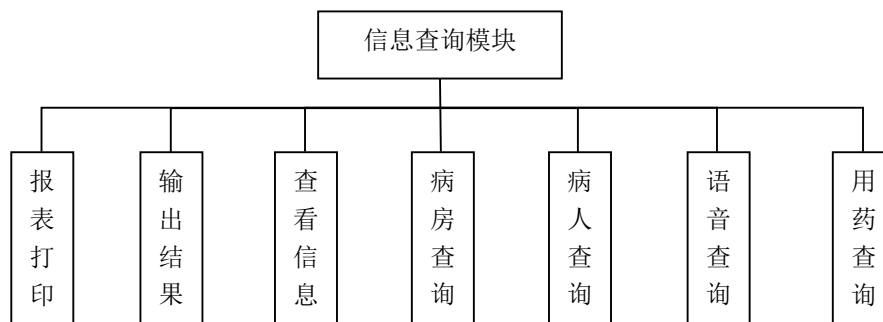 信息查询模块
报表打印
输出结果
查看信息
病房查询
病人查询
语音查询
用药查询